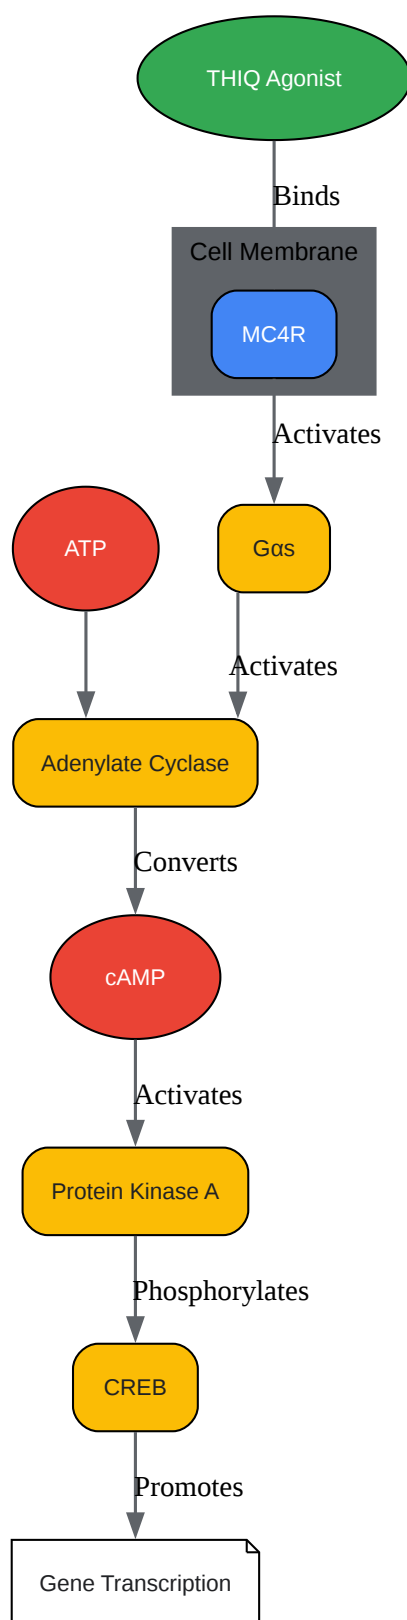 THIQ Agonist
Binds
Cell Membrane
MC4R
Activates
ATP
Gαs
Activates
Adenylate Cyclase
Converts
cAMP
Activates
Protein Kinase A
Phosphorylates
CREB
Promotes
Gene Transcription